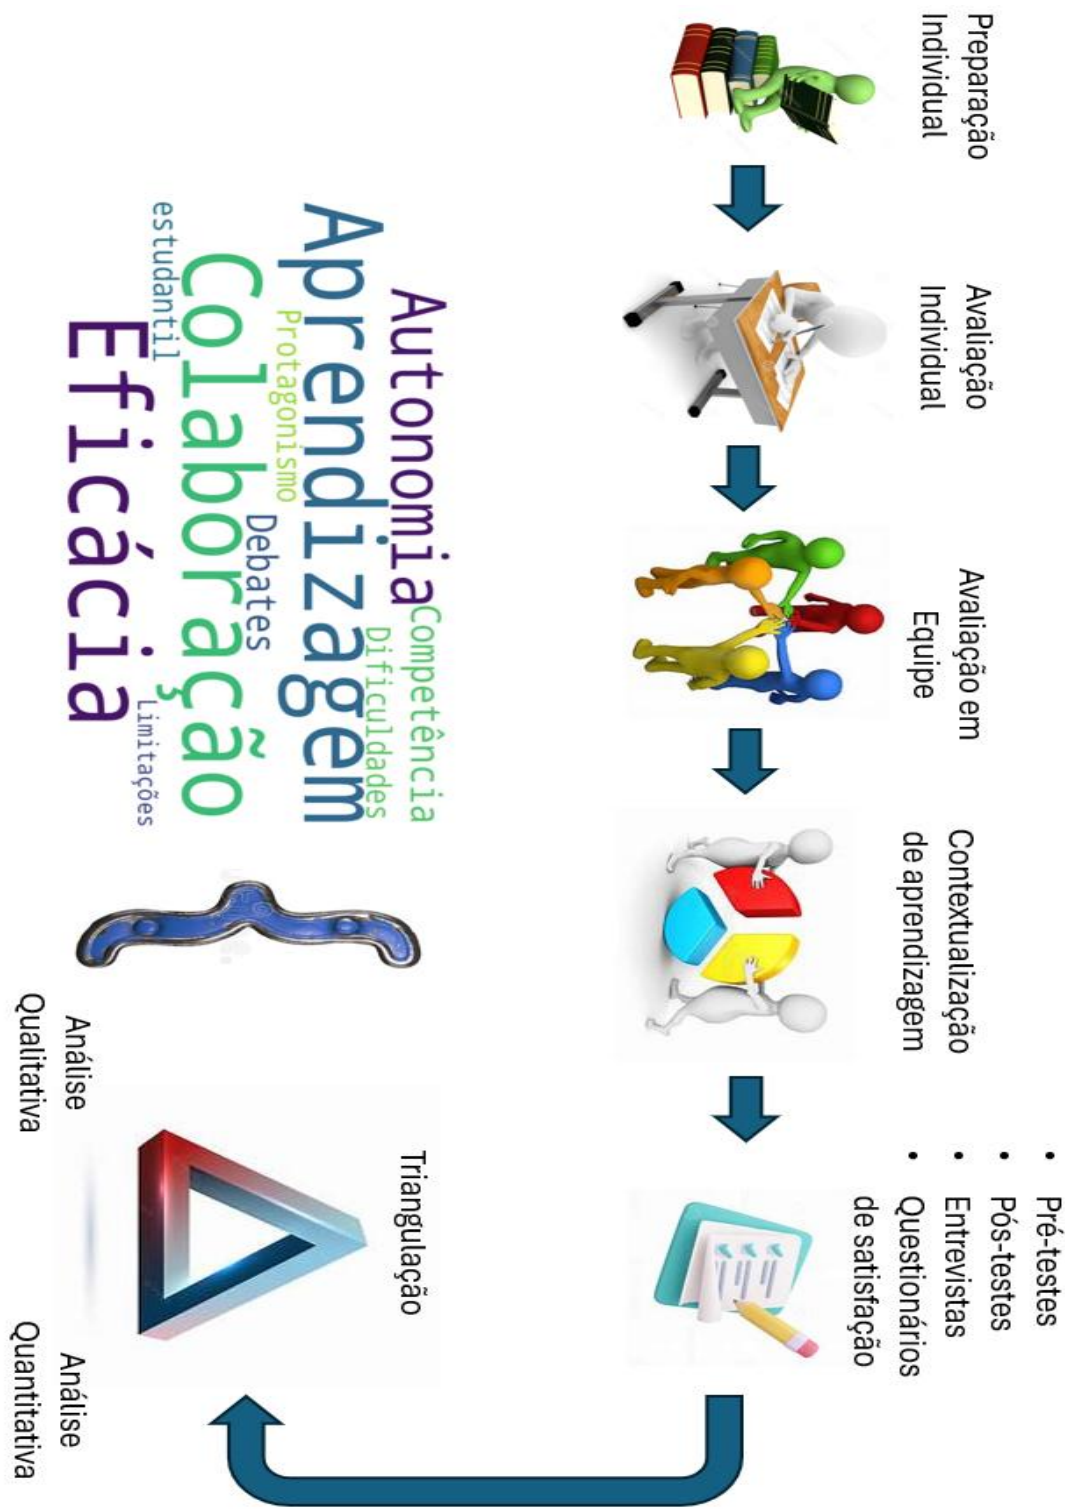 Preparação
Individual
Avaliação
Individual
Avaliação em
Equipe
Contextualização
de aprendizagem
• Pré-testes
• Pós-testes
• Entrevistas
• Questionários
de satisfação
Triangulação
Análise
Qualitativa
Análise
Quantitativa
Autonomia
Competência
Dificuldades
Aprendizagem
Protagonismo
Debates
Colaboração
estudantil
Limitações
Eficácia